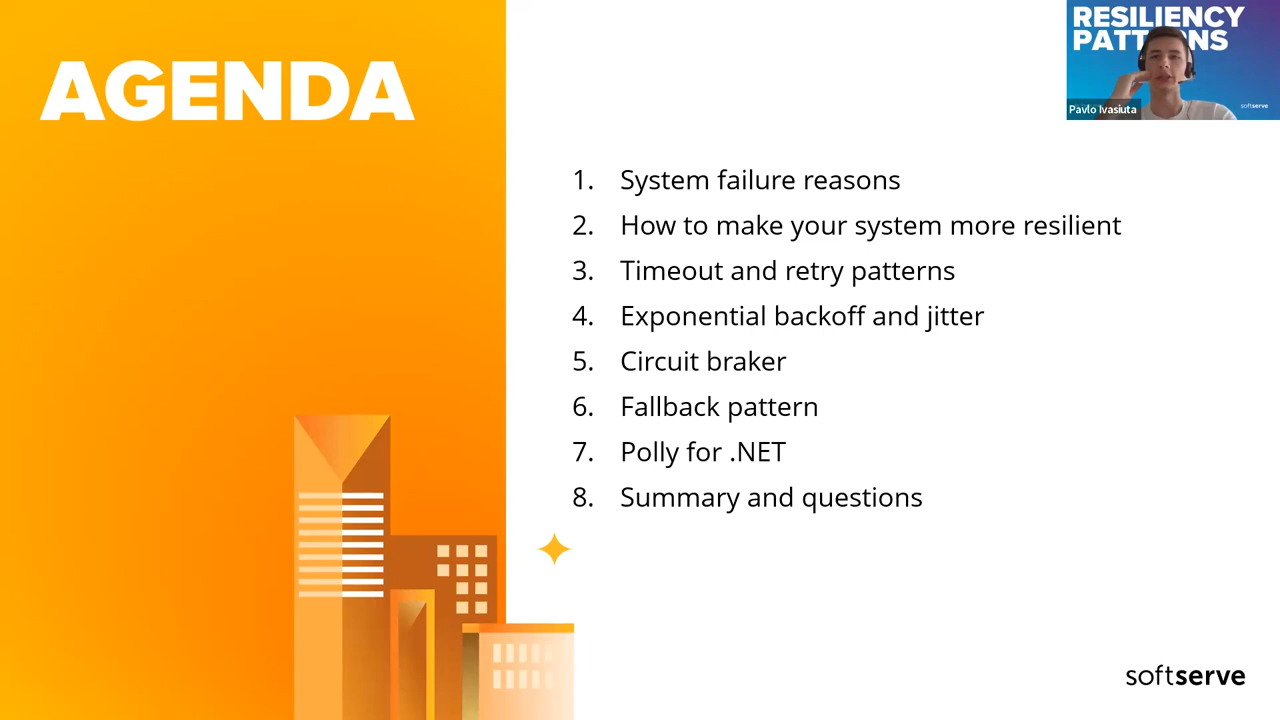 AGENDA
RESILIENCY
PATT NS
Pavlo Ivasiuta
softserve
1. System failure reasons
2. How to make your system more resilient
3. Timeout and retry patterns
4. Exponential backoff and jitter
5. Circuit braker
6. Fallback pattern
7. Polly for .NET
8. Summary and questions
softserve